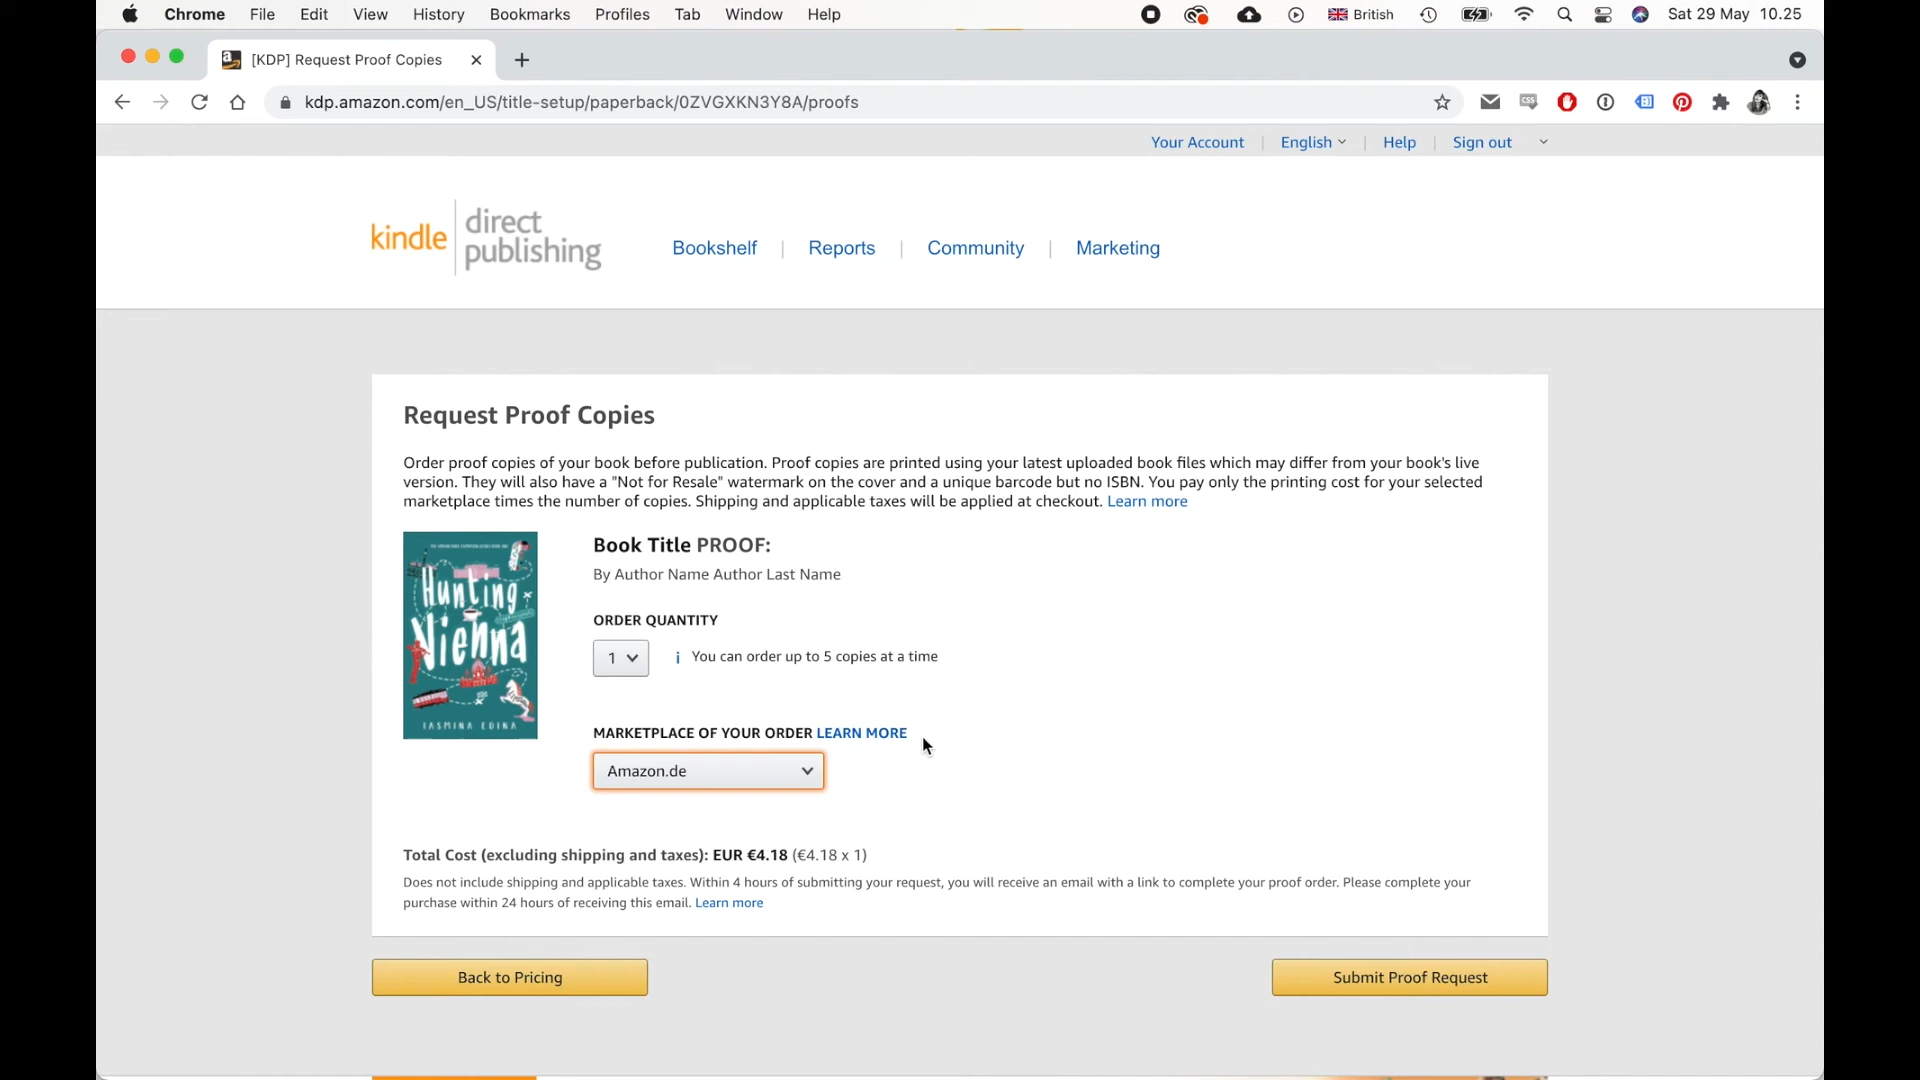 Chrome File Edit View History Bookmarks Profiles Tab Window Help British Sat 29 May 10.25
[KDP] Request Proof Copies
kdp.amazon.com/en_US/title-setup/paperback/0ZVGXKN3Y8A/proofs
Your Account English Help Sign out
kindle direct publishing
Bookshelf Reports Community Marketing
Request Proof Copies
Order proof copies of your book before publication. Proof copies are printed using your latest uploaded book files which may differ from your book's live
version. They will also have a "Not for Resale" watermark on the cover and a unique barcode but no ISBN. You pay only the printing cost for your selected
marketplace times the number of copies. Shipping and applicable taxes will be applied at checkout. Learn more
Hunting
Vienna
JASMINA EDINA
Book Title PROOF:
By Author Name Author Last Name
ORDER QUANTITY
1 i You can order up to 5 copies at a time
MARKETPLACE OF YOUR ORDER LEARN MORE
Amazon.de
Total Cost (excluding shipping and taxes): EUR €4.18 (€4.18 x 1)
Does not include shipping and applicable taxes. Within 4 hours of submitting your request, you will receive an email with a link to complete your proof order. Please complete your
purchase within 24 hours of receiving this email. Learn more
Back to Pricing Submit Proof Request